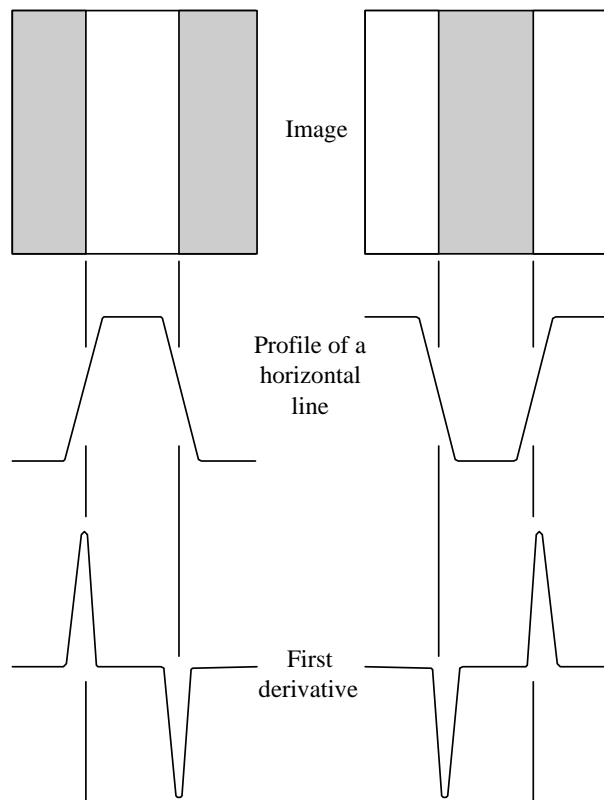 Image
Profile of a
horizontal
line
First
derivative